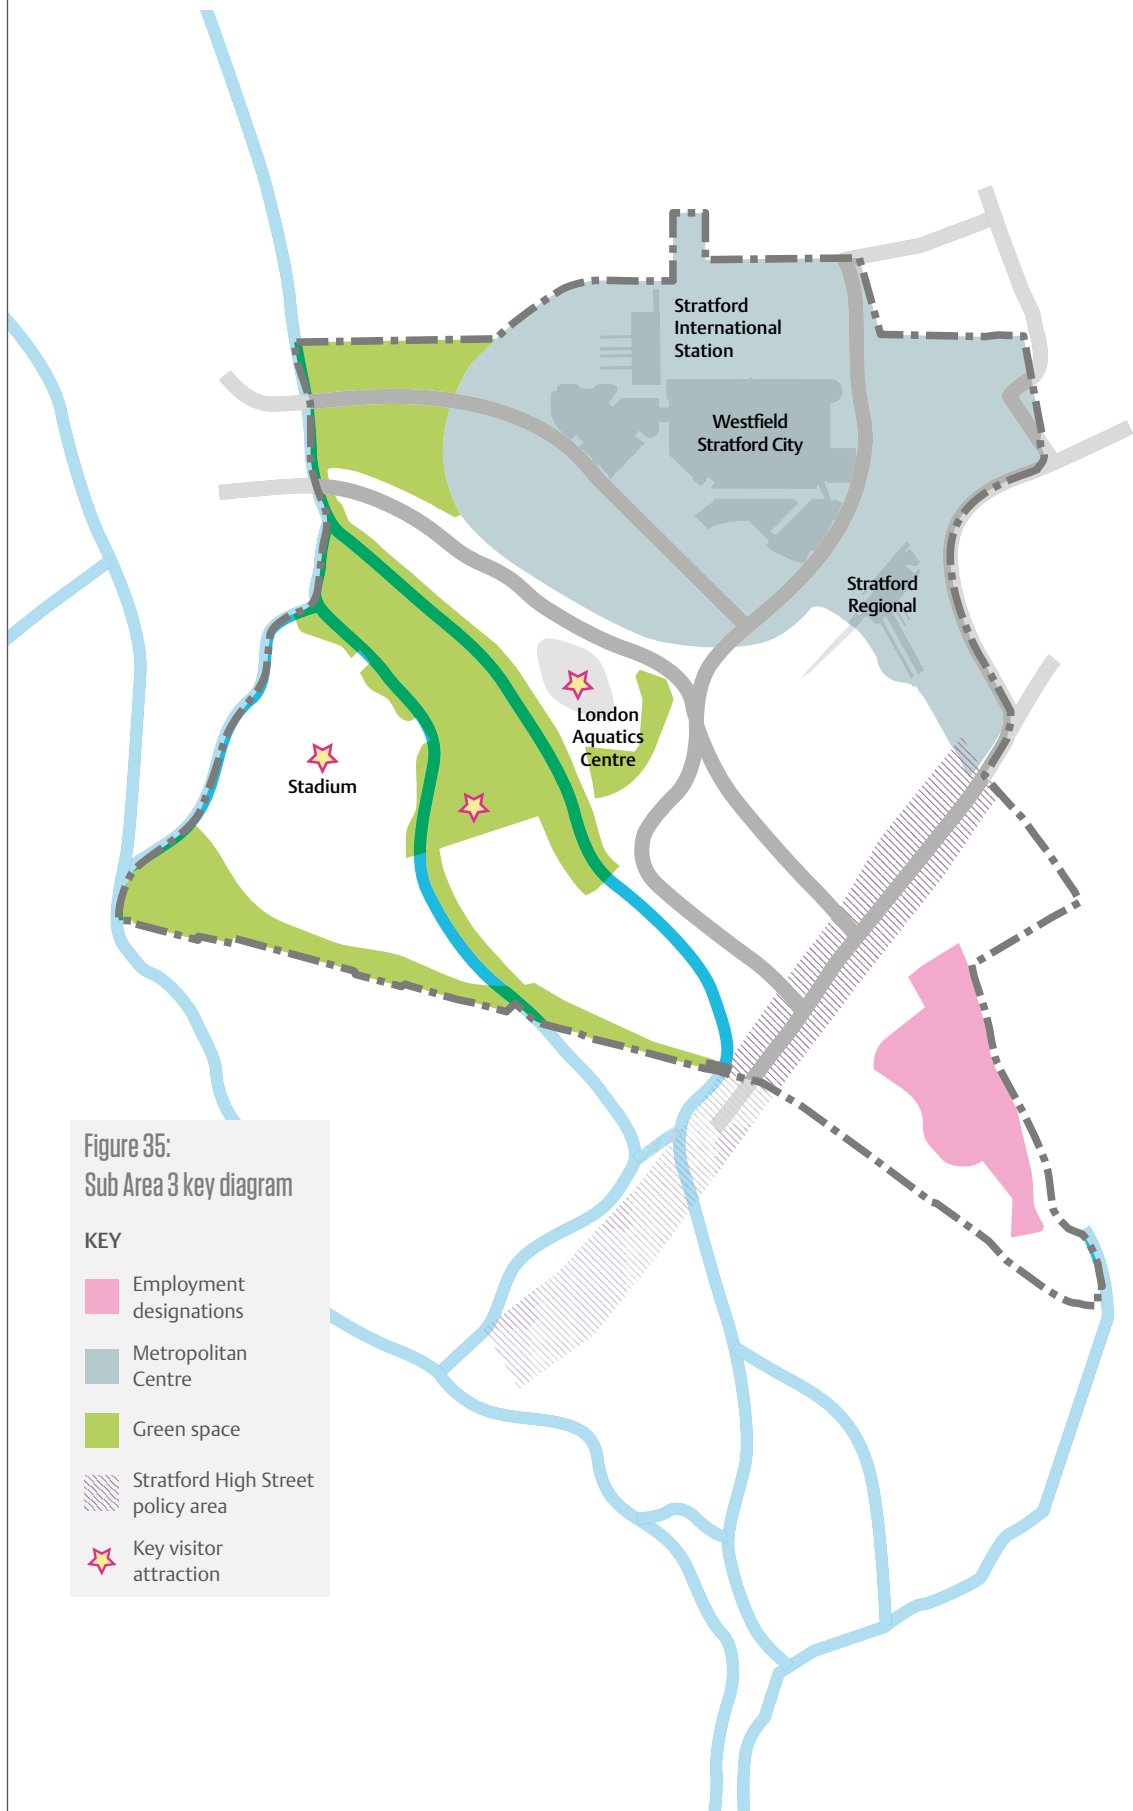 Stratford
International
Station
Westfield
Stratford City
Stratford
Regional
London
Aquatics
Centre
Stadium
Figure 35:
Sub Area 3 key diagram
KEY
Employment
designations
Metropolitan
Centre
Green space
Stratford High Street
policy area
Key visitor
attraction